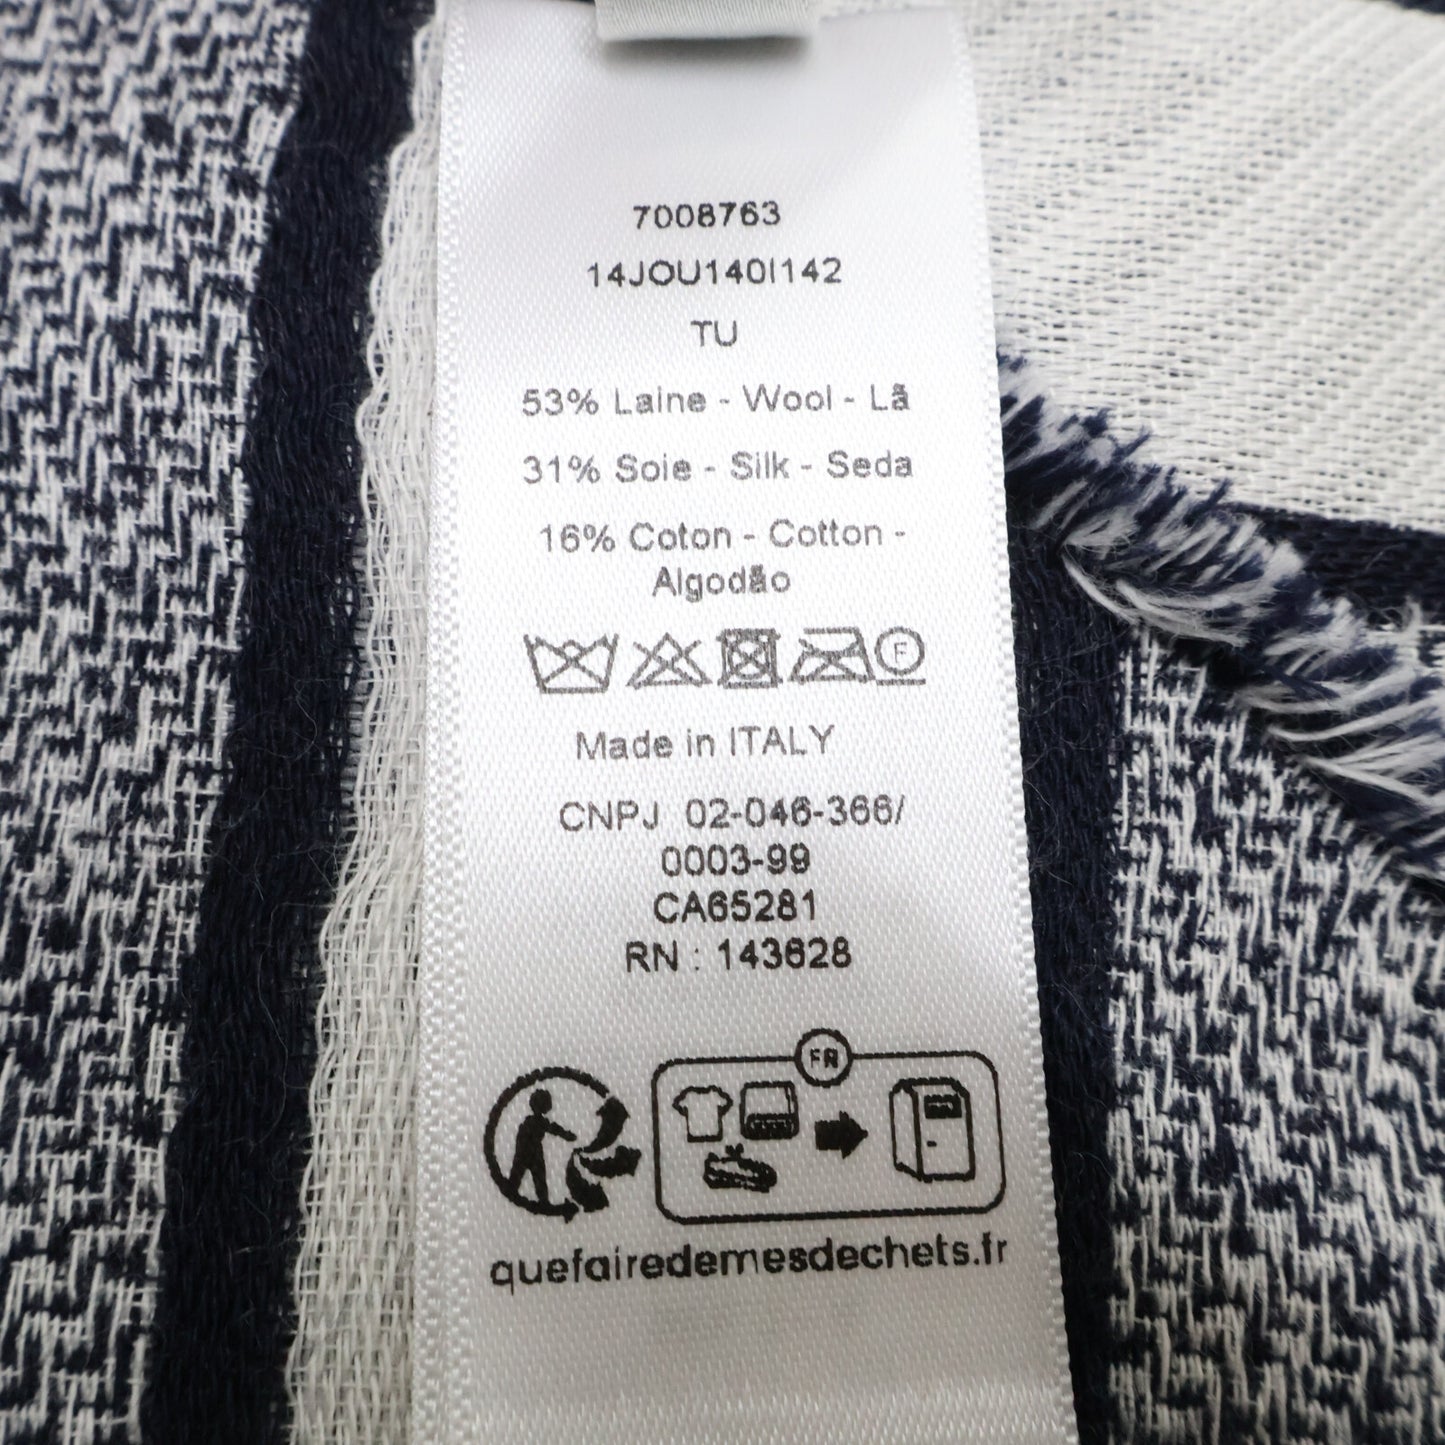 7008763
14JOU140I142
TU
53% Laine - Wool - Lã
31% Soie - Silk - Seda
16% Coton - Cotton -
Algodão
F
Made in ITALY
CNPJ 02-046-366/
0003-99
CA65281
RN : 143628
FR
quefairedemesdechets.fr